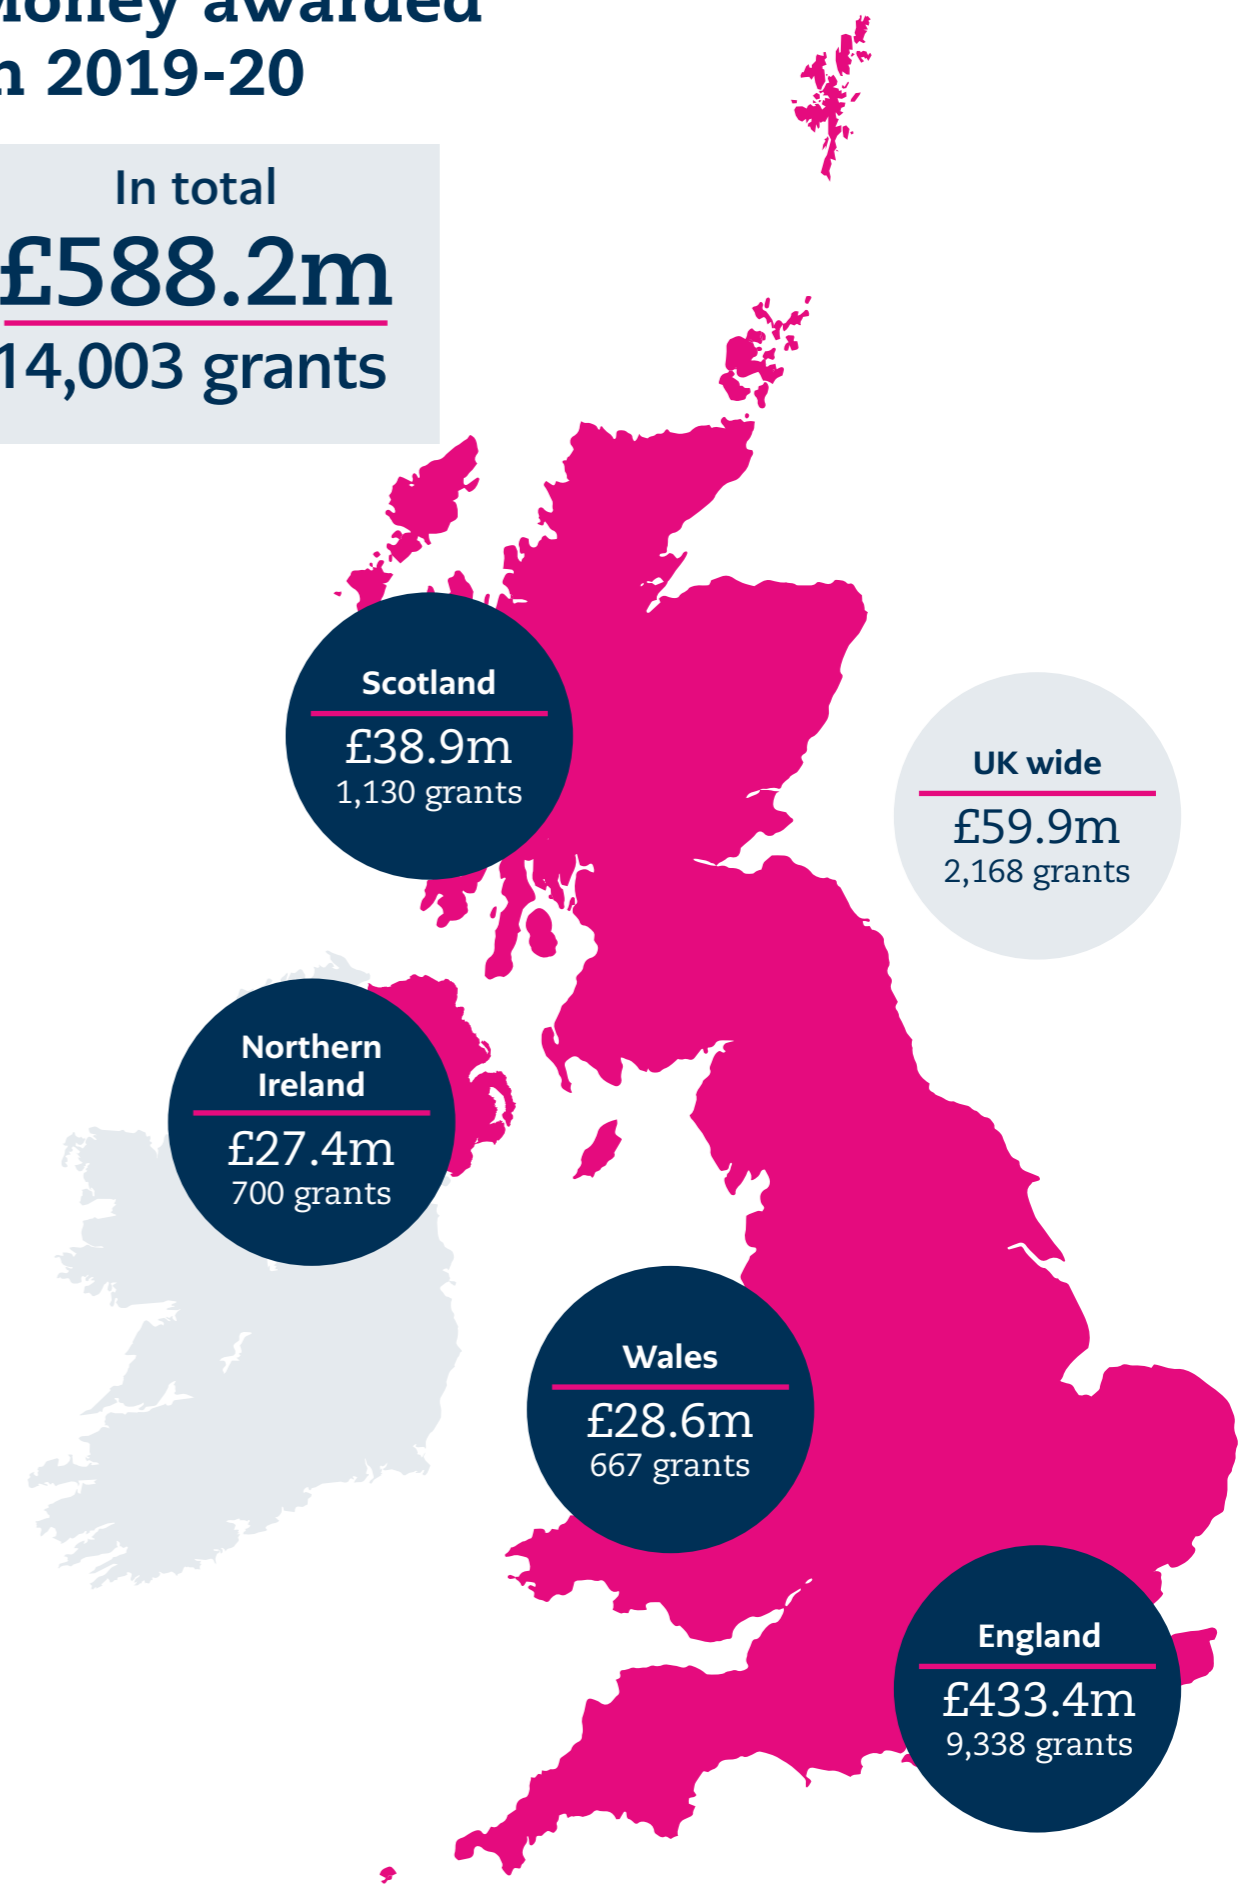 awarded
2019-20
In total
£588.2m
14,003 grants
Scotland
£38.9m
1,130 grants
UK wide
£59.9m
2,168 grants
Northern
Ireland
£27.4m
700 grants
Wales
£28.6m
667 grants
England
£433.4m
9,338 grants